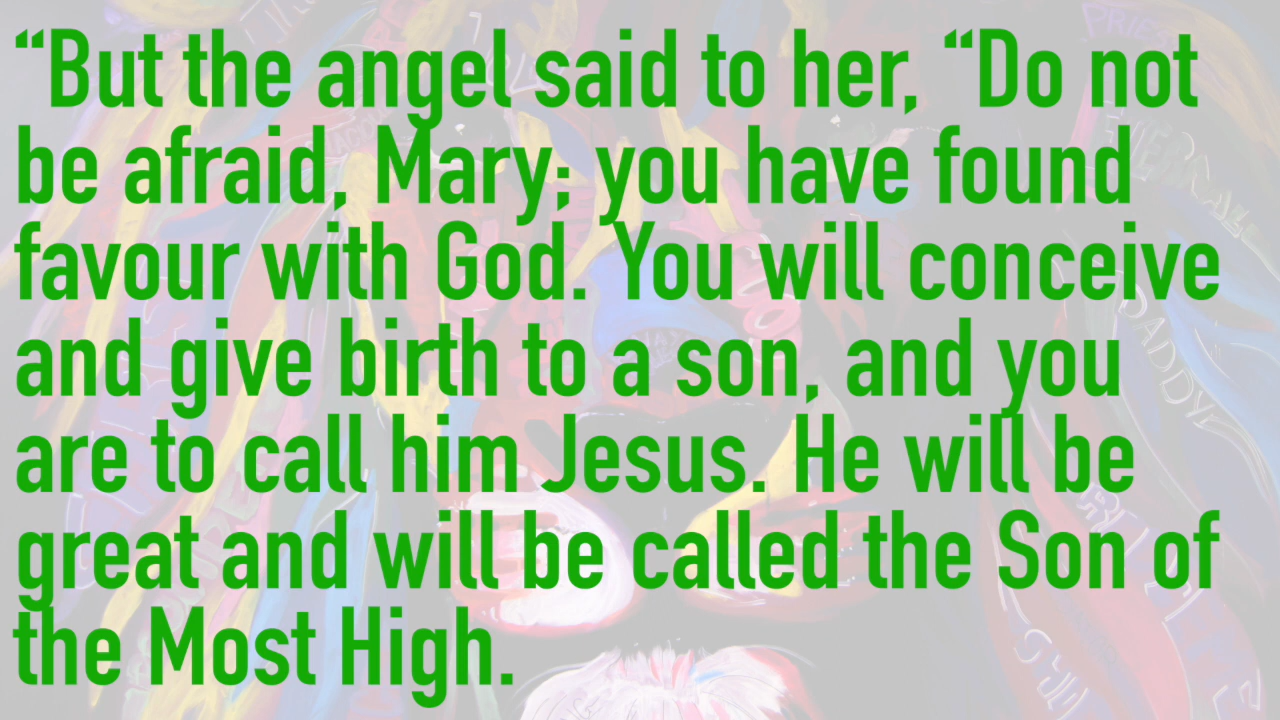 “But the angel said to her, “Do not
be afraid, Mary; you have found
favour with God. You will conceive
and give birth to a son, and you
are to call him Jesus. He will be
great and will be called the Son of
the Most High.
DADDY